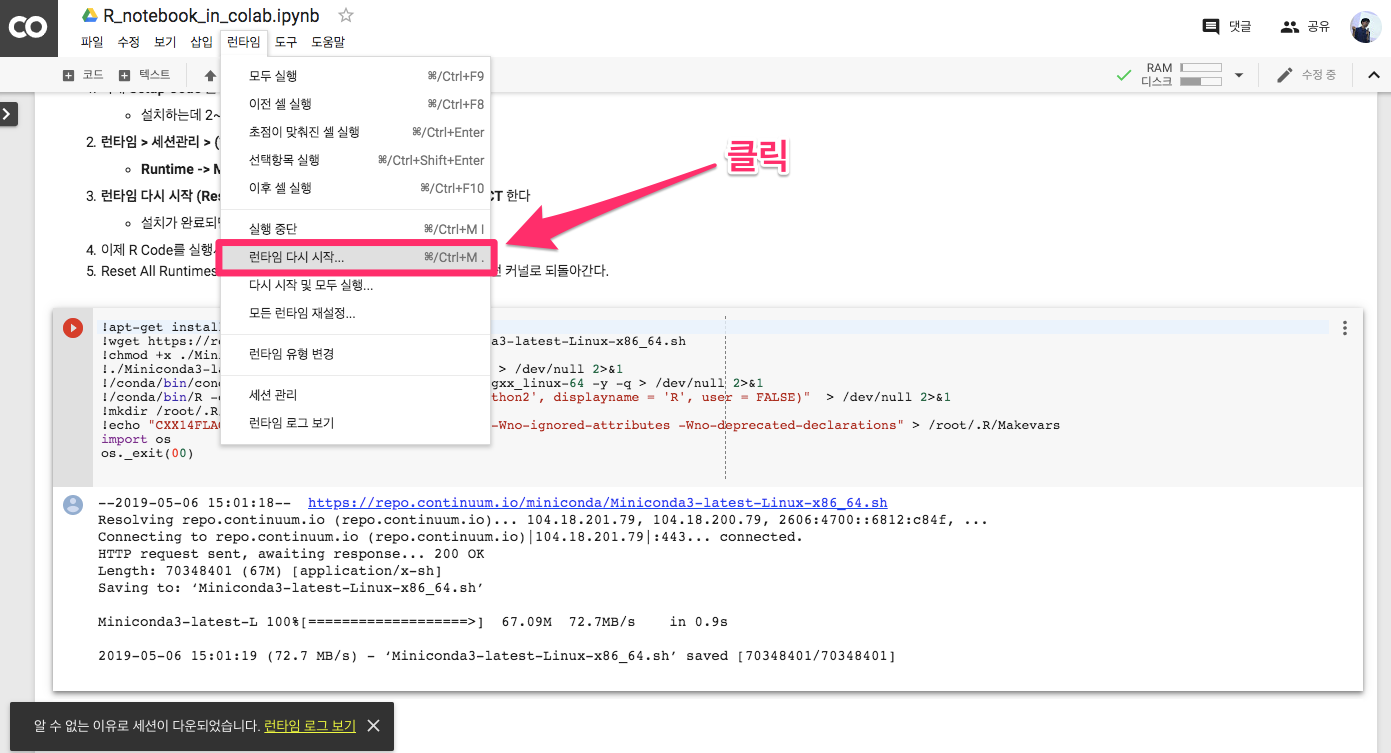 CO R_notebook_in_colab.ipynb
파일 수정 보기 삽입 런타임 도구 도움말
댓글 공유
코드 텍스트
RAM
디스크
수정 중
모두 실행 ⌘/Ctrl+F9
이전 셀 실행 ⌘/Ctrl+F8
초점이 맞춰진 셀 실행 ⌘/Ctrl+Enter
선택항목 실행 ⌘/Ctrl+Shift+Enter
이후 셀 실행 ⌘/Ctrl+F10
실행 중단 ⌘/Ctrl+M I
런타임 다시 시작... ⌘/Ctrl+M .
다시 시작 및 모두 실행...
모든 런타임 재설정...
런타임 유형 변경
세션 관리
런타임 로그 보기
클릭
설치하는데 2~
2. 런타임 > 세션관리 > (
Runtime -> M
3. 런타임 다시 시작 (Res CT 한다
설치가 완료되면
4. 이제 R Code를 실행
5. Reset All Runtimes 커널로 되돌아간다.
!apt-get install
!wget https://re da3-latest-Linux-x86_64.sh
!chmod +x ./Mini
!./Miniconda3-la > /dev/null 2>&1
!/conda/bin/cond gxx_linux-64 -y -q > /dev/null 2>&1
!/conda/bin/R -e thon2', displayname = 'R', user = FALSE)" > /dev/null 2>&1
!mkdir /root/.R
!echo "CXX14FLAG -Wno-ignored-attributes -Wno-deprecated-declarations" > /root/.R/Makevars
import os
os._exit(00)
--2019-05-06 15:01:18-- https://repo.continuum.io/miniconda/Miniconda3-latest-Linux-x86_64.sh
Resolving repo.continuum.io (repo.continuum.io)... 104.18.201.79, 104.18.200.79, 2606:4700::6812:c84f, ...
Connecting to repo.continuum.io (repo.continuum.io)|104.18.201.79|:443... connected.
HTTP request sent, awaiting response... 200 OK
Length: 70348401 (67M) [application/x-sh]
Saving to: ‘Miniconda3-latest-Linux-x86_64.sh’
Miniconda3-latest-L 100%[===================>] 67.09M 72.7MB/s in 0.9s
2019-05-06 15:01:19 (72.7 MB/s) - ‘Miniconda3-latest-Linux-x86_64.sh’ saved [70348401/70348401]
알 수 없는 이유로 세션이 다운되었습니다. 런타임 로그 보기